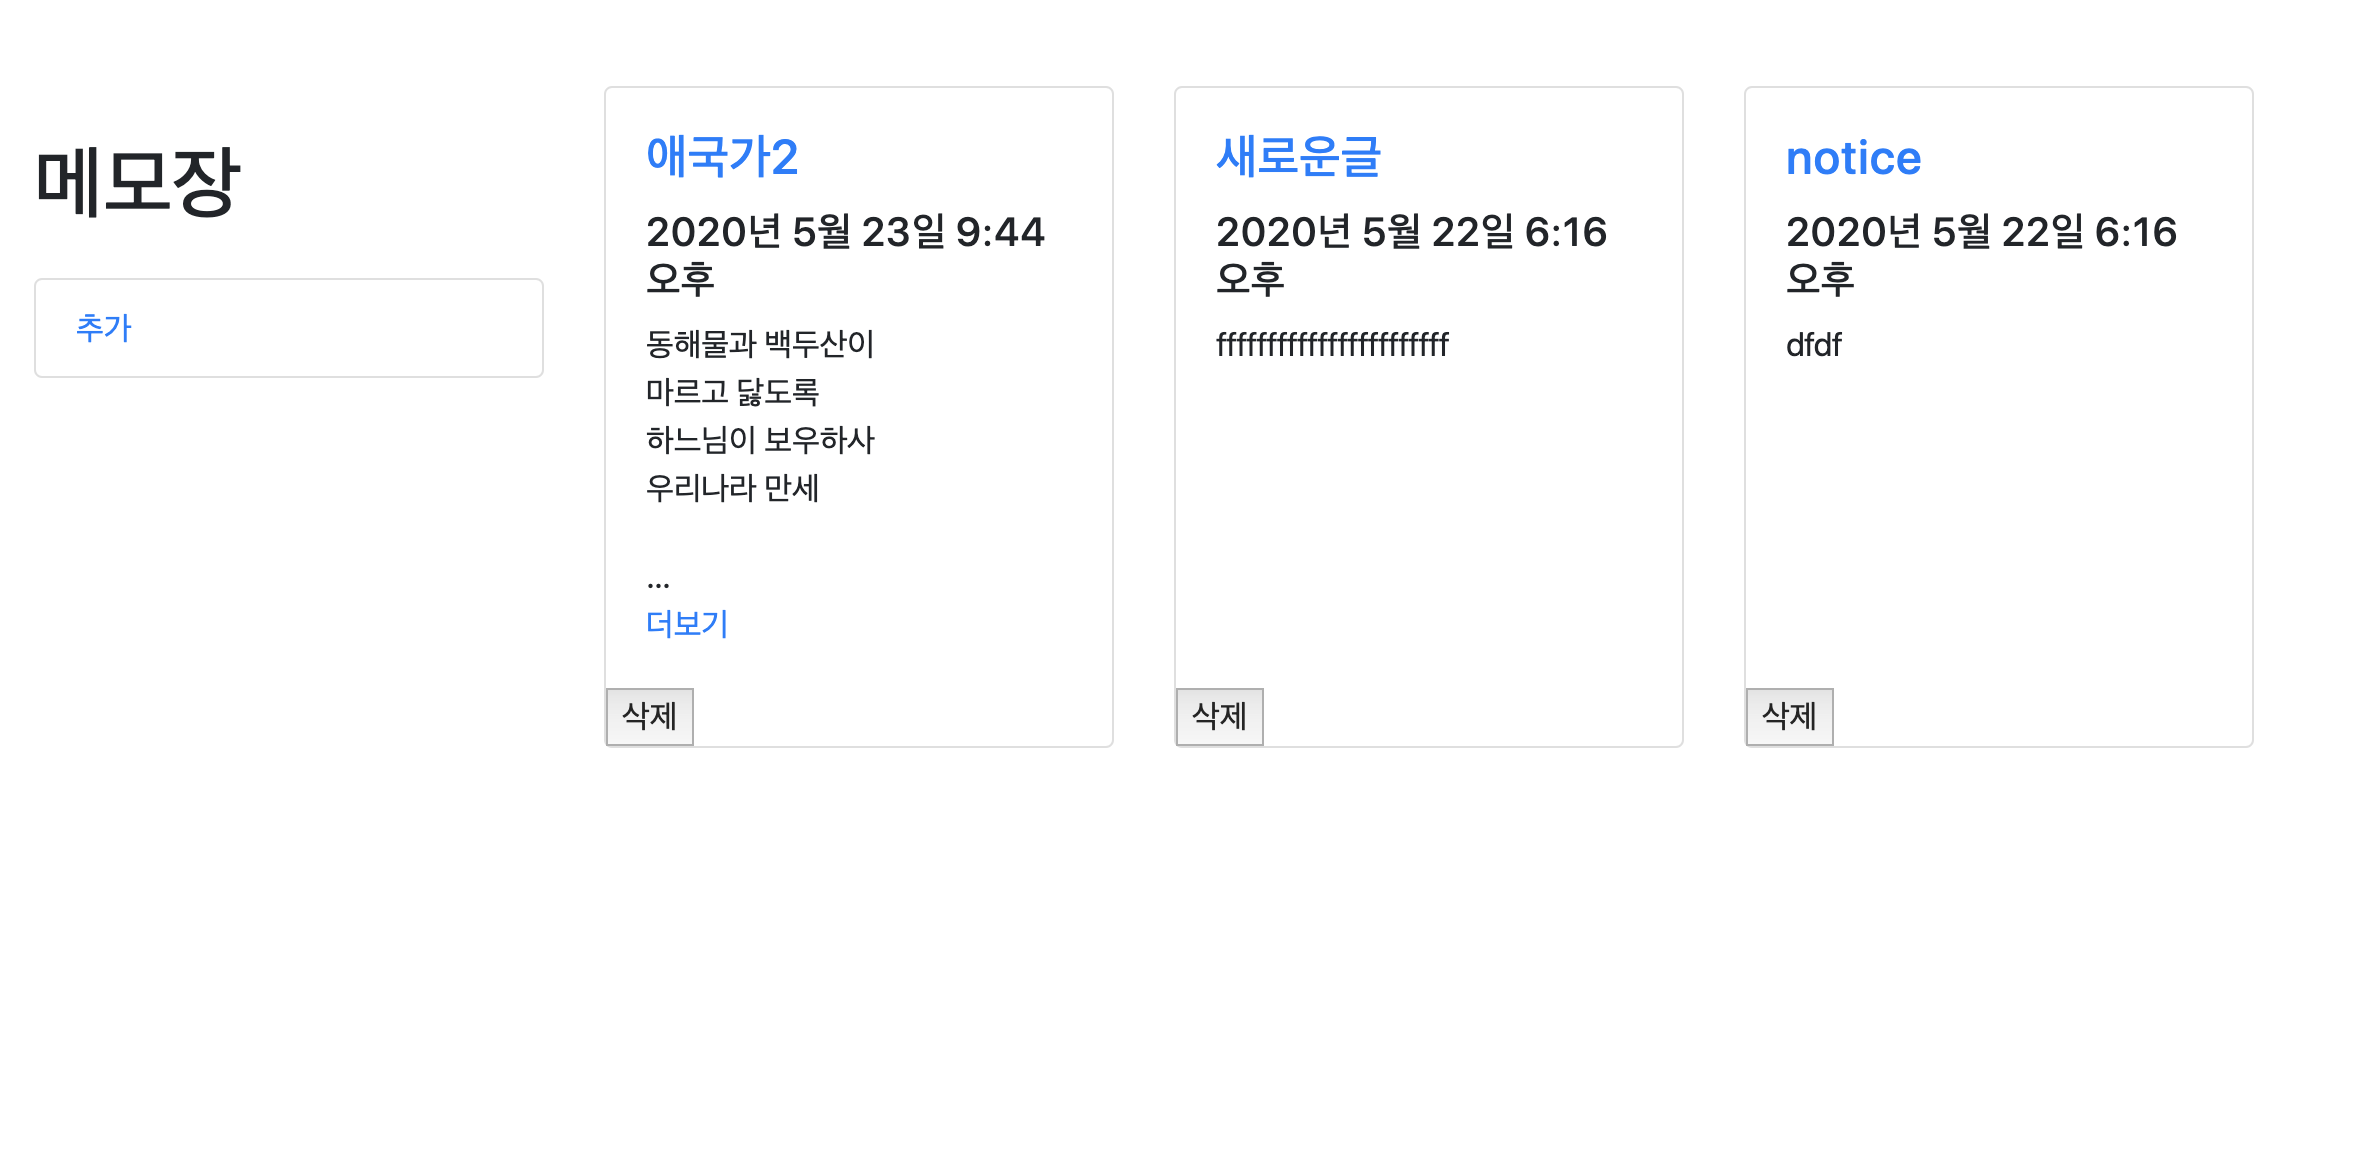 메모장
추가
애국가2
2020년 5월 23일 9:44
오후
동해물과 백두산이
마르고 닳도록
하느님이 보우하사
우리나라 만세
...
더보기
삭제
새로운글
2020년 5월 22일 6:16
오후
fffffffffffffffffffffff
삭제
notice
2020년 5월 22일 6:16
오후
dfdf
삭제